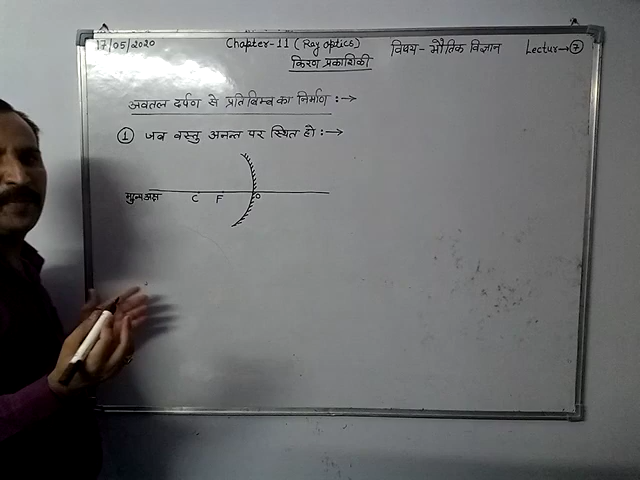 17/05/2020 Chapter-11 (Ray optics) विषय - भौतिक विज्ञान Lectur→7
किरण प्रकाशिकी
अवतल दर्पण से प्रतिबिम्ब का निर्माण :→
1 जब वस्तु अनन्त पर स्थित हो :→
मुख्य अक्ष C F O